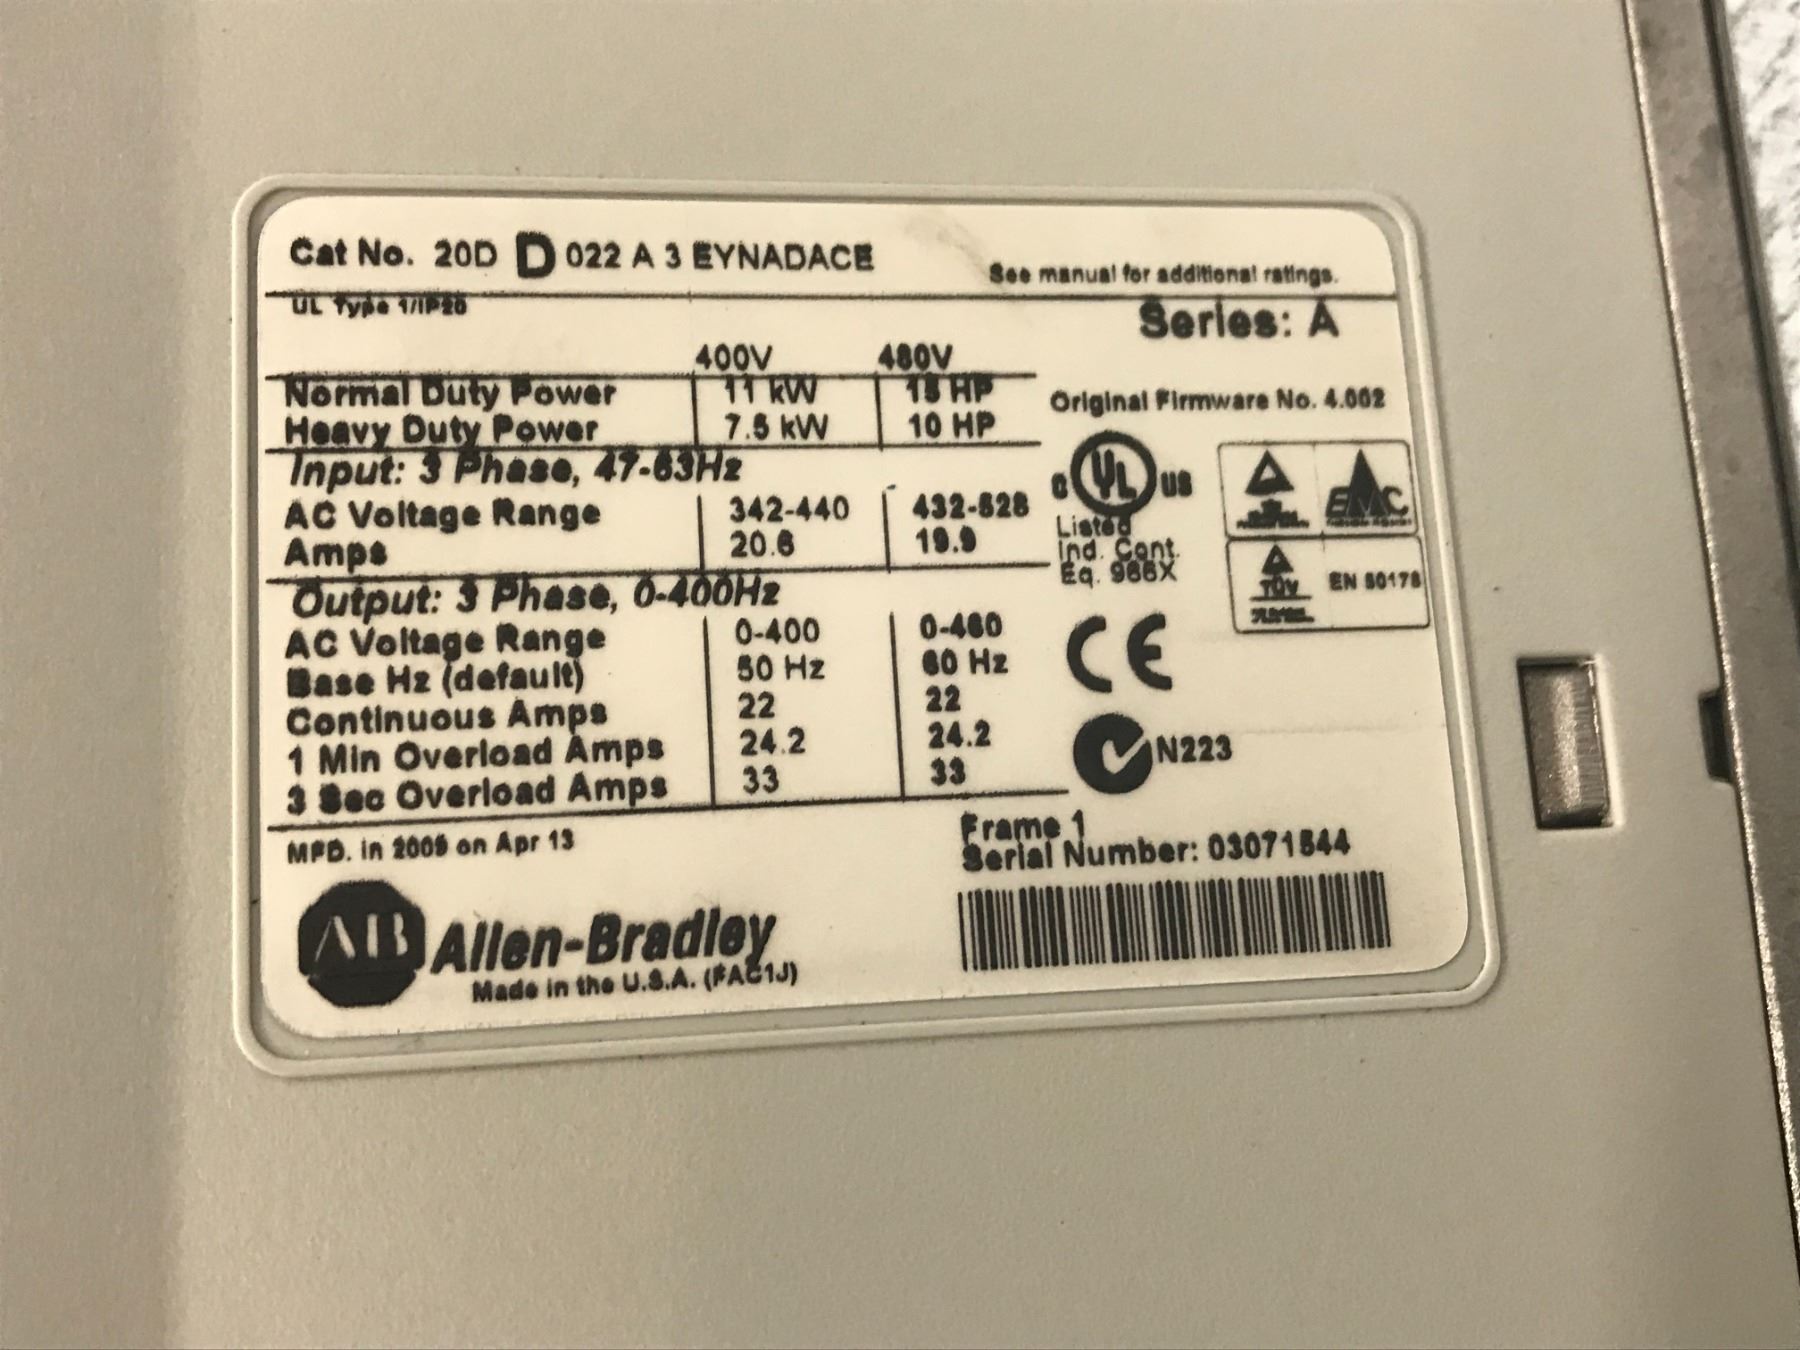 Cat No. 20D D 022 A 3 EYNADACE
See manual for additional ratings.
UL Type 1/IP20
Series: A
400V 480V
Normal Duty Power 11 kW 15 HP
Heavy Duty Power 7.5 kW 10 HP
Original Firmware No. 4.002
Input: 3 Phase, 47-63Hz
AC Voltage Range 342-440 432-528
Amps 20.6 19.9
C UL US
Listed
Ind. Cont.
Eq. 966X
EMC
TÜV
EN 50178
Output: 3 Phase, 0-400Hz
AC Voltage Range 0-400 0-460
Base Hz (default) 50 Hz 60 Hz
Continuous Amps 22 22
1 Min Overload Amps 24.2 24.2
3 Sec Overload Amps 33 33
CE
N223
MFD. in 2009 on Apr 13
Frame 1
Serial Number: 03071544
AB Allen-Bradley
Made in the U.S.A. (FAC1J)